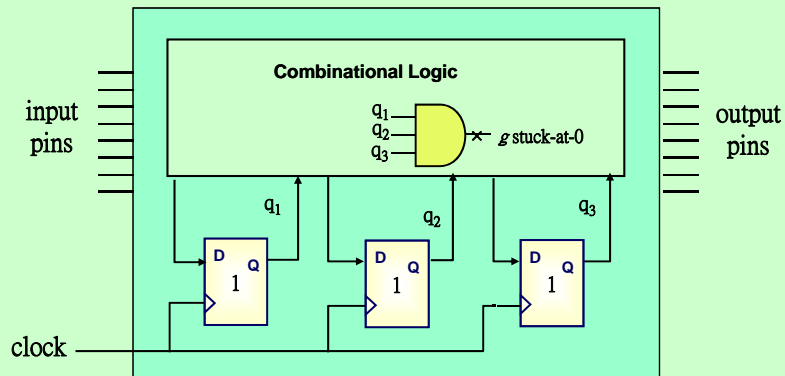 Combinational Logic
q1
q2
q3
g stuck-at-0
input
pins
output
pins
q1
q2
q3
D
Q
1
D
Q
1
D
Q
1
clock